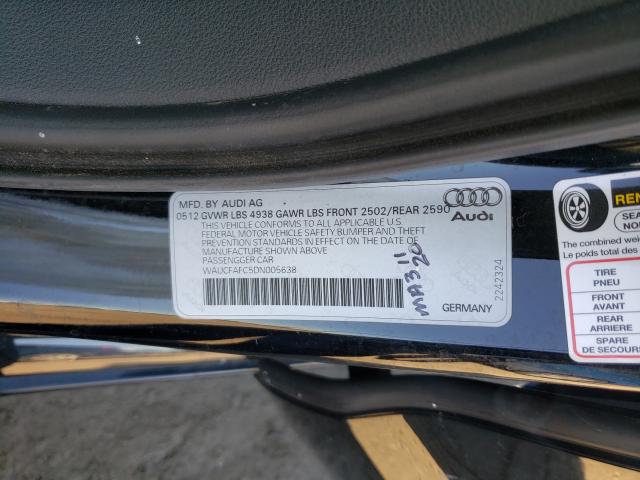 MFD. BY AUDI AG
0512 GVWR LBS 4938 GAWR LBS FRONT 2502/REAR 2590
THIS VEHICLE CONFORMS TO ALL APPLICABLE U.S.
FEDERAL MOTOR VEHICLE SAFETY BUMPER AND THEFT
PREVENTION STANDARDS IN EFFECT ON THE DATE OF
MANUFACTURE SHOWN ABOVE
PASSENGGER CAR
WAUCFAFC5DN005638
Audi
2242324
GERMANY
SEA
The combined wei
Le poids total des
TIRE
PNEU
FRONT
AVANT
REAR
ARRIERE
SPARE
DE SECOURS